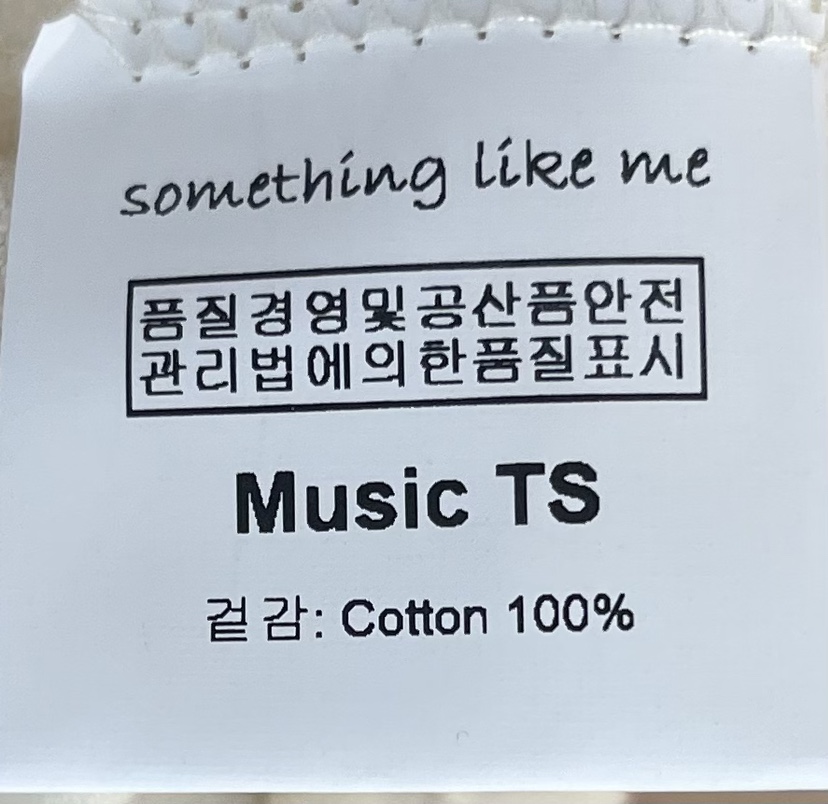 something like me
품질경영및공산품안전
관리법에의한품질표시
Music TS
겉감: Cotton 100%